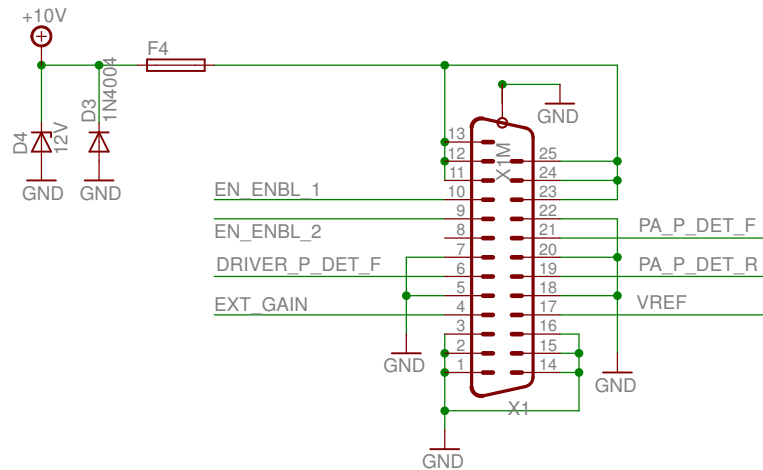 +10V
F4
D4
12V
D3
1N4004
GND
GND
GND
X1M
13
12
11
10
9
8
7
6
5
4
3
2
1
25
24
23
22
21
20
19
18
17
16
15
14
EN_ENBL_1
EN_ENBL_2
DRIVER_P_DET_F
EXT_GAIN
PA_P_DET_F
PA_P_DET_R
VREF
GND
GND
X1
GND